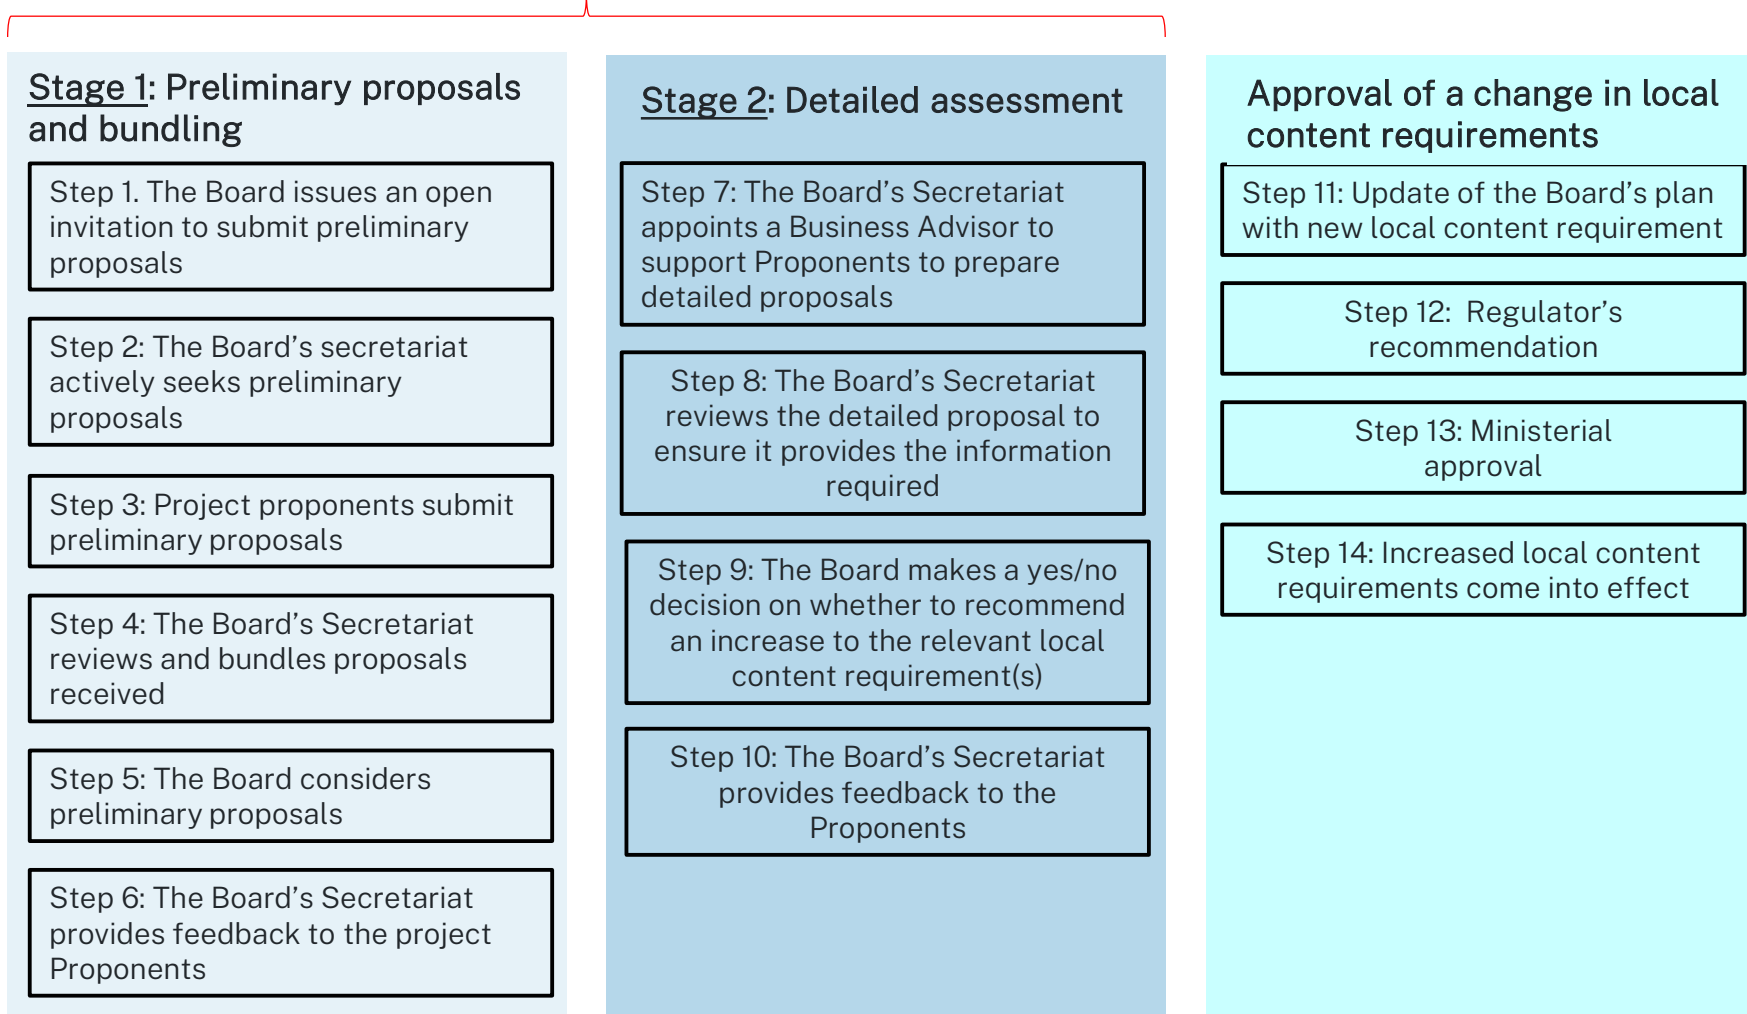 Stage 1: Preliminary proposals
and bundling
Step 1. The Board issues an open
invitation to submit preliminary
proposals
Step 2: The Board’s secretariat
actively seeks preliminary
proposals
Step 3: Project proponents submit
preliminary proposals
Step 4: The Board’s Secretariat
reviews and bundles proposals
received
Step 5: The Board considers
preliminary proposals
Step 6: The Board’s Secretariat
provides feedback to the project
Proponents
Stage 2: Detailed assessment
Step 7: The Board’s Secretariat
appoints a Business Advisor to
support Proponents to prepare
detailed proposals
Step 8: The Board’s Secretariat
reviews the detailed proposal to
ensure it provides the information
required
Step 9: The Board makes a yes/no
decision on whether to recommend
an increase to the relevant local
content requirement(s)
Step 10: The Board’s Secretariat
provides feedback to the
Proponents
Approval of a change in local
content requirements
Step 11: Update of the Board’s plan
with new local content requirement
Step 12:  Regulator’s
recommendation
Step 13: Ministerial
approval
Step 14: Increased local content
requirements come into effect